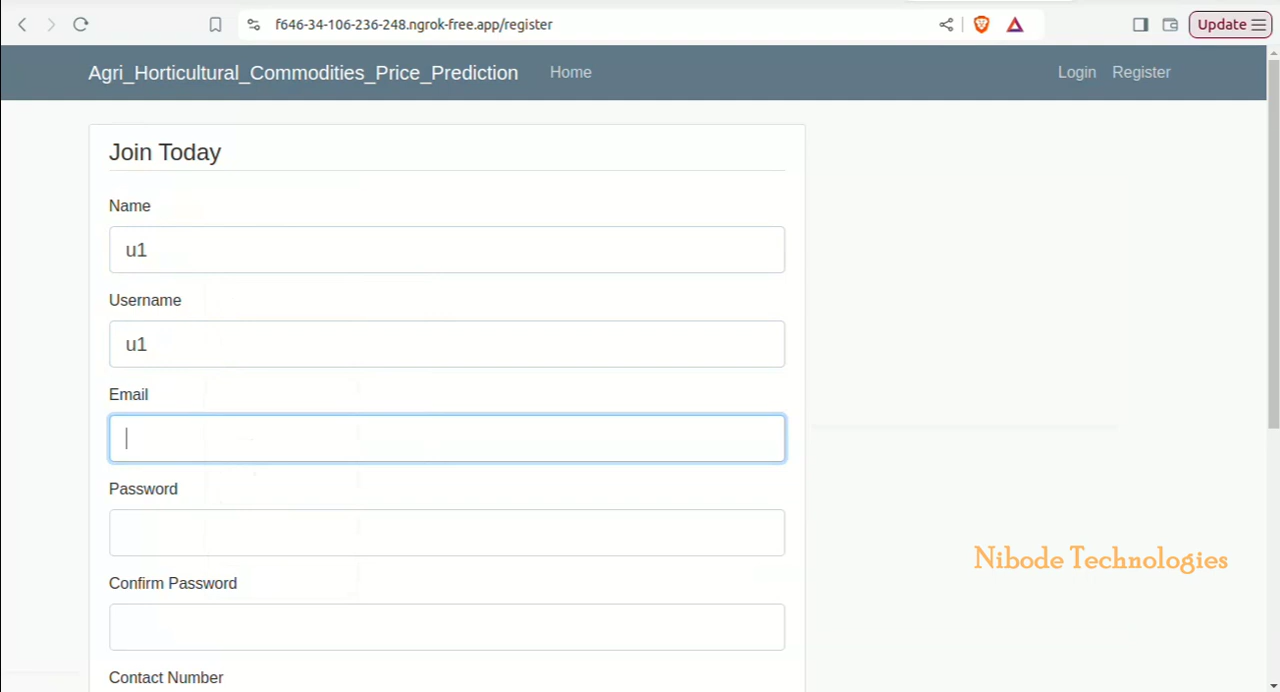 f646-34-106-236-248.ngrok-free.app/register
Update
Agri_Horticultural_Commodities_Price_Prediction Home Login Register
Join Today
Name
u1
Username
u1
Email
Password
Nibode Technologies
Confirm Password
Contact Number